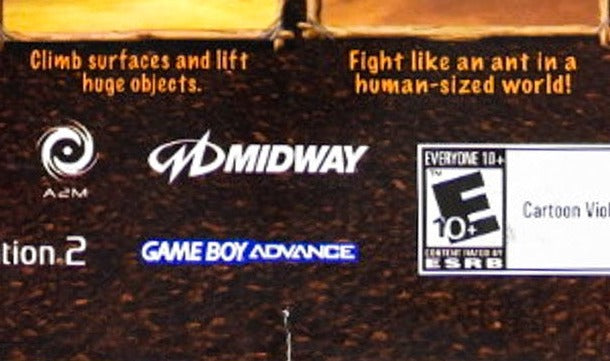 Climb surfaces and lift
huge objects.
Fight like an ant in a
human-sized world!
A2M
MIDWAY
EVERYONE 10+
TM
E
10+
CONTENT RATED BY
ESRB
Cartoon Viol
tion.2
GAME BOY ADVANCE